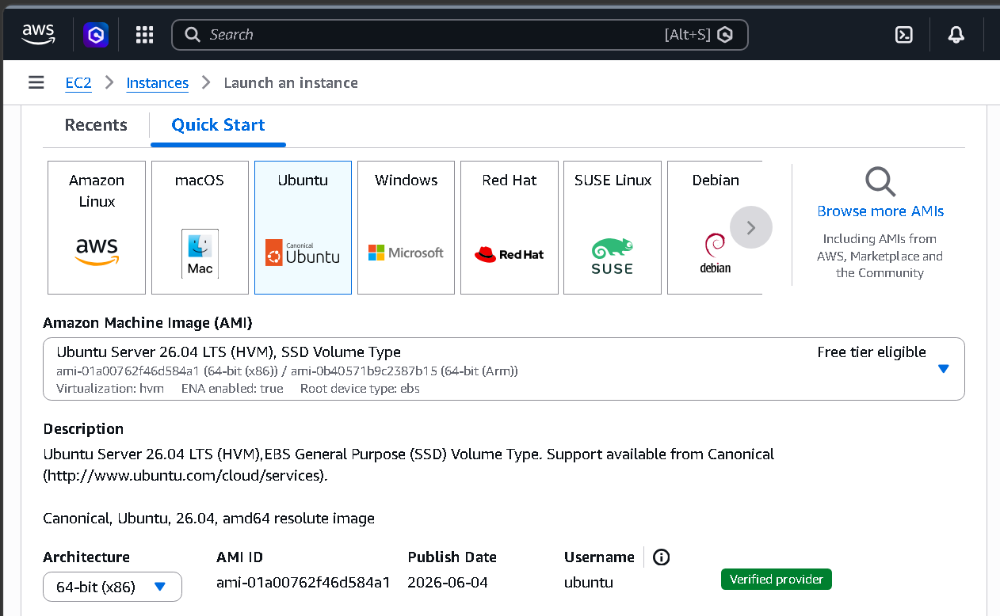 aws
Search [Alt+S]
EC2 Instances Launch an instance
Recents Quick Start
Amazon Linux
aws
macOS
Mac
Ubuntu
Canonical
Ubuntu
Windows
Microsoft
Red Hat
Red Hat
SUSE Linux
SUSE
Debian
debian
Browse more AMIs
Including AMIs from
AWS, Marketplace and
the Community
Amazon Machine Image (AMI)
Ubuntu Server 26.04 LTS (HVM), SSD Volume Type Free tier eligible
ami-01a00762f46d584a1 (64-bit (x86)) / ami-0b40571b9c2387b15 (64-bit (Arm))
Virtualization: hvm ENA enabled: true Root device type: ebs
Description
Ubuntu Server 26.04 LTS (HVM),EBS General Purpose (SSD) Volume Type. Support available from Canonical
(http://www.ubuntu.com/cloud/services).
Canonical, Ubuntu, 26.04, amd64 resolute image
Architecture AMI ID Publish Date Username
64-bit (x86) ami-01a00762f46d584a1 2026-06-04 ubuntu Verified provider